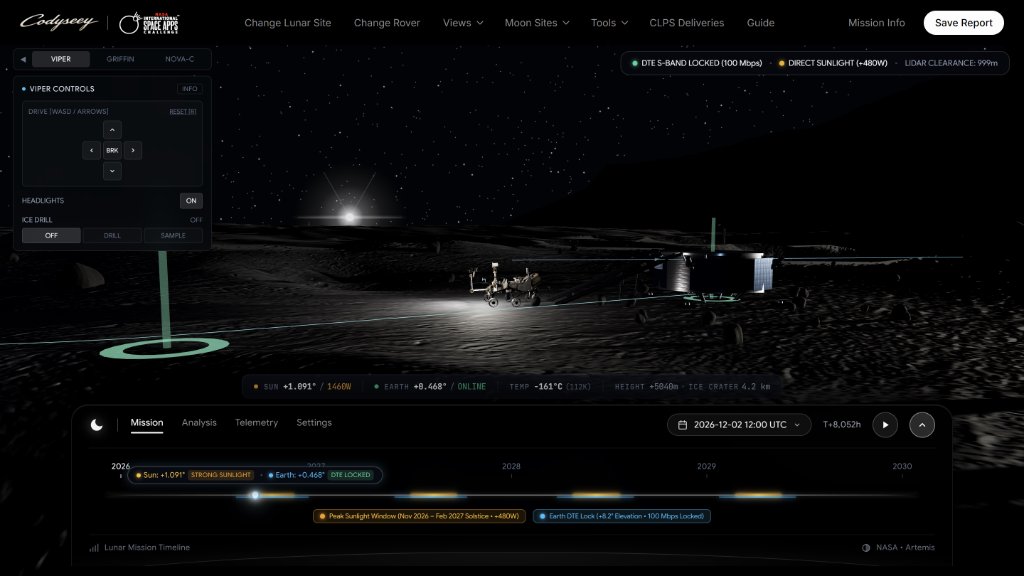 Codyseey
NASA
INTERNATIONAL
SPACE APPS
CHALLENGE
Change Lunar Site
Change Rover
Views
Moon Sites
Tools
CLPS Deliveries
Guide
Mission Info
Save Report
VIPER
GRIFFIN
NOVA-C
DTE S-BAND LOCKED (100 Mbps) · DIRECT SUNLIGHT (+480W) · LIDAR CLEARANCE: 999m
VIPER CONTROLS
INFO
DRIVE [WASD / ARROWS]
RESET [R]
BRK
HEADLIGHTS
ON
ICE DRILL
OFF
OFF
DRILL
SAMPLE
SUN +1.091° / 1460W
EARTH +0.468° / ONLINE
TEMP -161°C (112K)
HEIGHT +5040m · ICE CRATER 4.2 km
Mission
Analysis
Telemetry
Settings
2026-12-02 12:00 UTC
T+8,052h
2026
2027
2028
2029
2030
Sun: +1.091° STRONG SUNLIGHT · Earth: +0.468° DTE LOCKED
Peak Sunlight Window (Nov 2026 – Feb 2027 Solstice • +480W)
Earth DTE Lock (+8.2° Elevation • 100 Mbps Locked)
Lunar Mission Timeline
NASA • Artemis